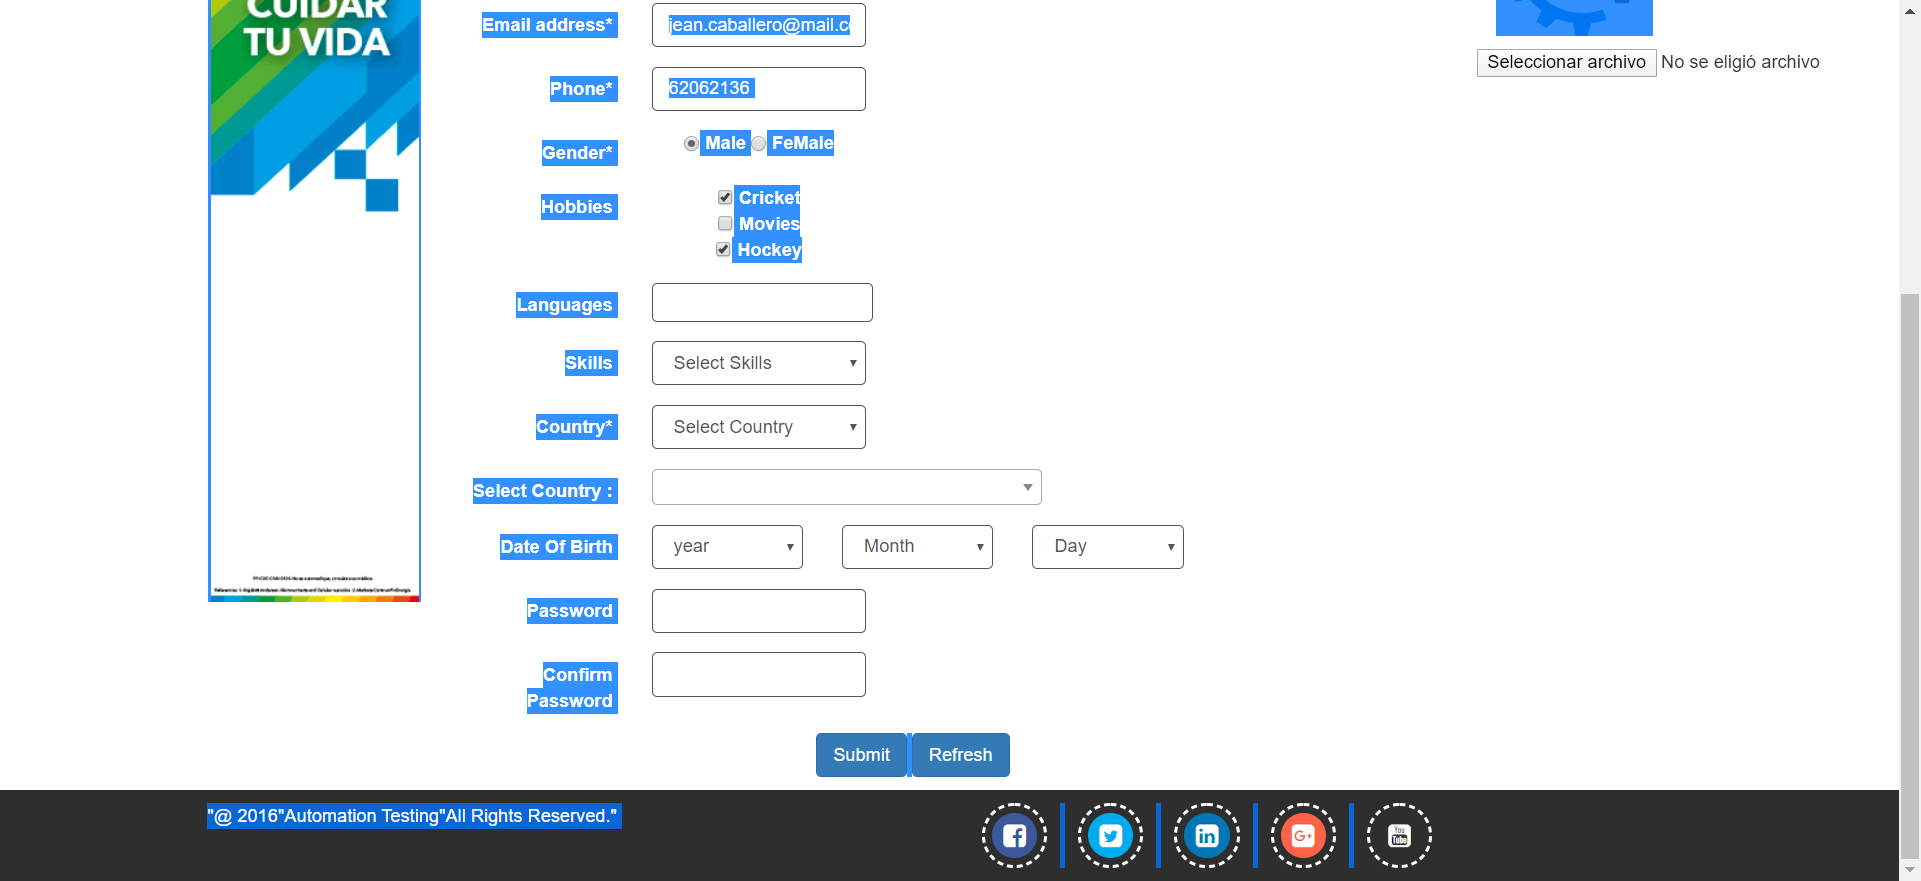 CUIDAR
TU VIDA
Email address* jean.caballero@mail.c
Phone* 62062136
Gender* Male FeMale
Hobbies Cricket
Movies
Hockey
Languages
Skills Select Skills
Country* Select Country
Select Country :
Date Of Birth year Month Day
Password
Confirm
Password
Submit Refresh
Seleccionar archivo No se eligió archivo
"@ 2016"Automation Testing"All Rights Reserved."
G+
You
Tube